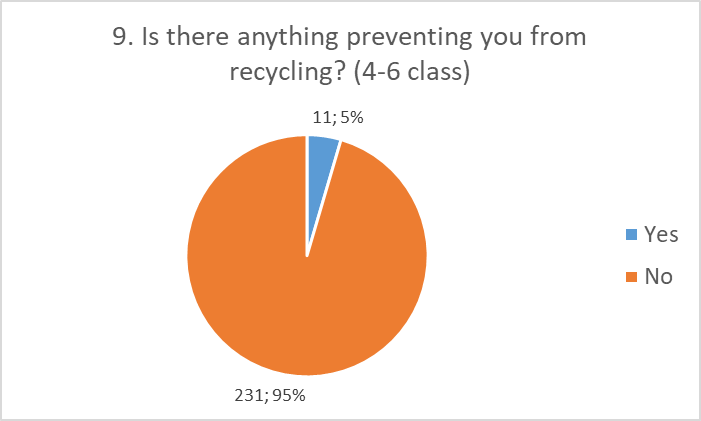 9. Is there anything preventing you from
recycling? (4-6 class)
11; 5%
Yes
No
231; 95%